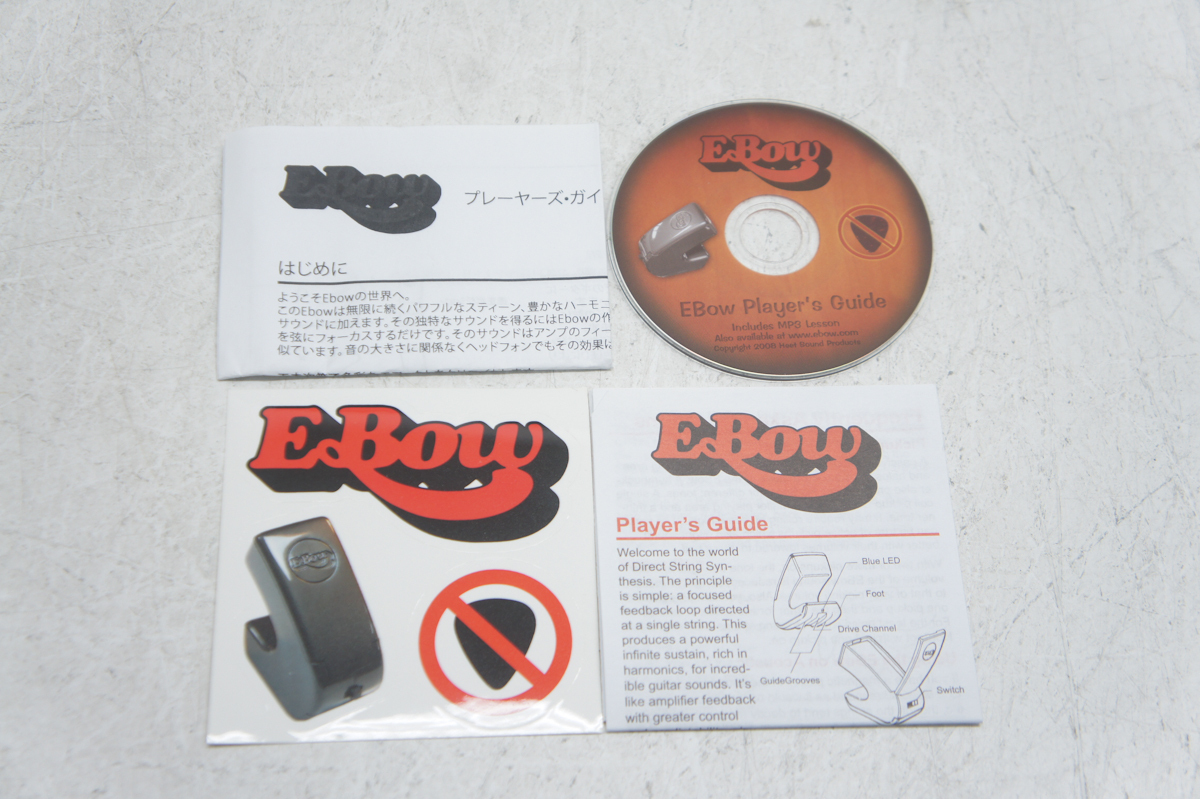 EBow
プレーヤーズ•ガイ
はじめに
ようこそEbowの世界へ。
このEbowは無限に続くパワフルなスティーン、豊かなハーモニ
サウンドに加えます。その独特なサウンドを得るにはEbowの作
を弦にフォーカスするだけです。そのサウンドはアンプのフィー
似ています。音の大きさに関係なくヘッドフォンでもその効果は
EBow
EBow Player's Guide
Includes MP3 Lesson
Also available at www.ebow.com
Copyright 2008 Heet Sound Products
EBow
EBow
EBow
Player's Guide
Welcome to the world
of Direct String Syn-
thesis. The principle
is simple: a focused
feedback loop directed
at a single string. This
produces a powerful
infinite sustain, rich in
harmonics, for incred-
ible guitar sounds. It's
like amplifier feedback
with greater control
Blue LED
Foot
Drive Channel
GuideGrooves
Switch